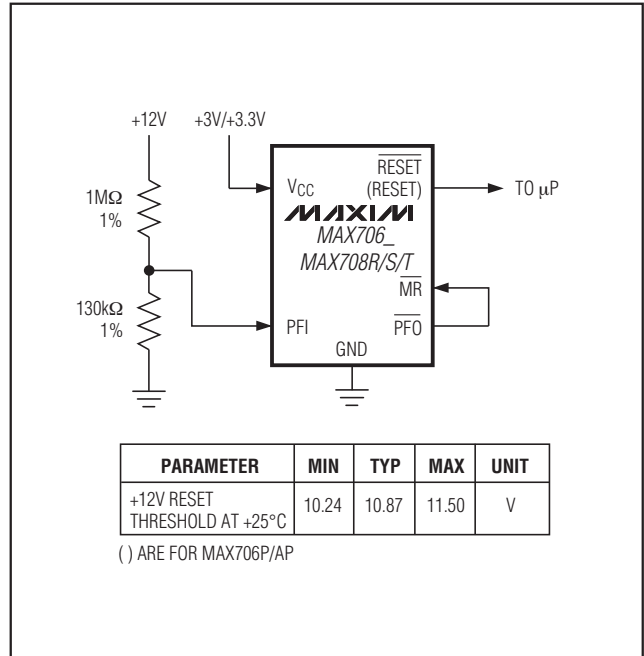 +12V
+3V/+3.3V
1MΩ
1%
130kΩ
1%
VCC
RESET
(RESET)
TO μP
MAXIM
MAX706_
MAX708R/S/T
MR
PFI
PFO
GND
PARAMETER MIN TYP MAX UNIT
+12V RESET
THRESHOLD AT +25°C 10.24 10.87 11.50 V
( ) ARE FOR MAX706P/AP